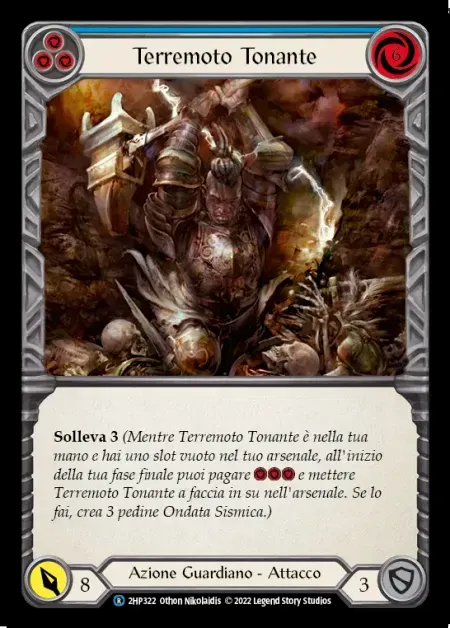 Terremoto Tonante
6
Solleva 3 (Mentre Terremoto Tonante è nella tua
mano e hai uno slot vuoto nel tuo arsenale, all'inizio
della tua fase finale puoi pagare e mettere
Terremoto Tonante a faccia in su nell'arsenale. Se lo
fai, crea 3 pedine Ondata Sismica.)
8 Azione Guardiano - Attacco 3
R 2HP322 Othon Nikolaidis © 2022 Legend Story Studios